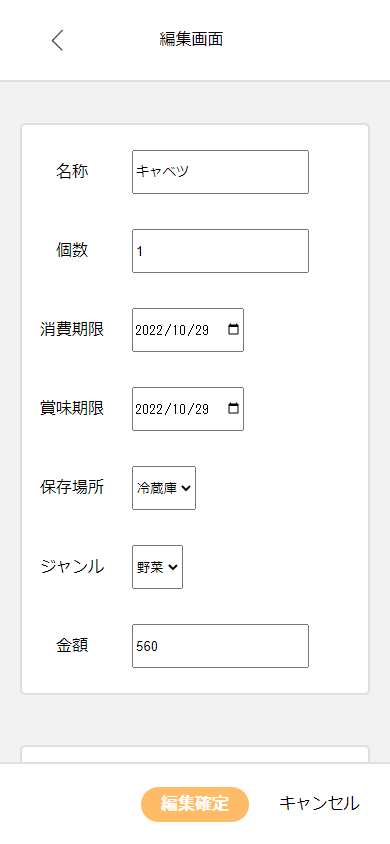 編集画面
名称 キャベツ
個数 1
消費期限 2022/10/29
賞味期限 2022/10/29
保存場所 冷蔵庫
ジャンル 野菜
金額 560
編集確定 キャンセル